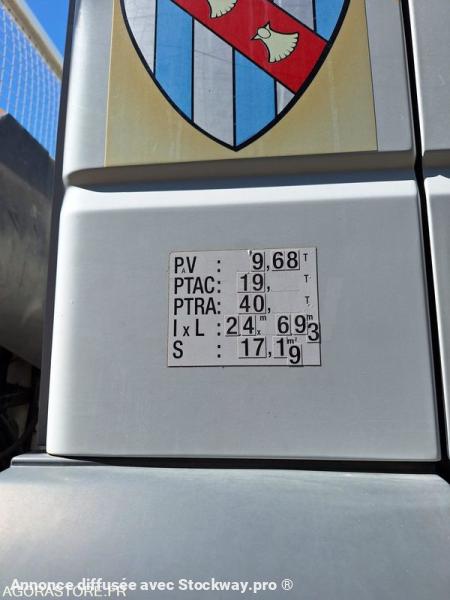 P.V : 9,68 T
PTAC: 19, T
PTRA: 40, T
I x L : 2,4 m x 6,93 m
S : 17,19 m²
Annonce diffusée avec Stockway.pro ®
AGORASTORE.FR